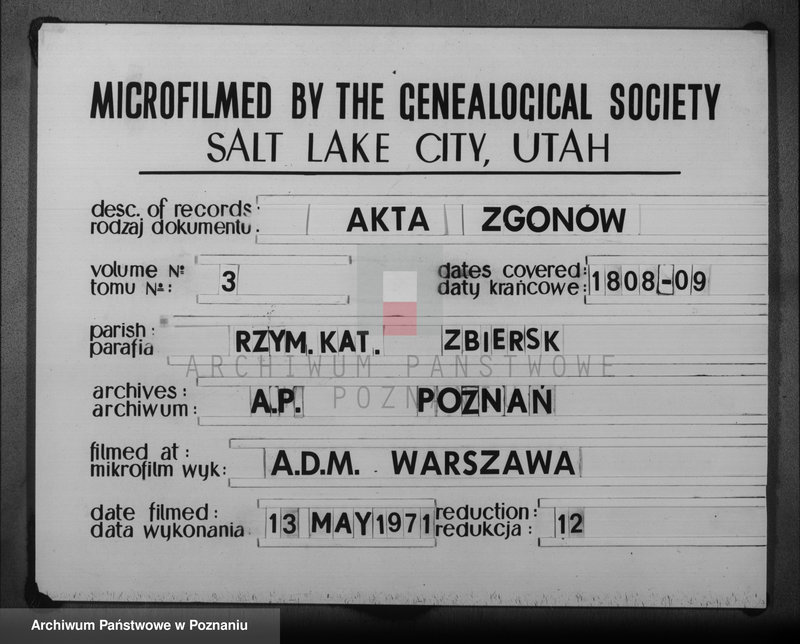 MICROFILMED BY THE GENEALOGICAL SOCIETY
SALT LAKE CITY, UTAH
desc. of records: AKTA ZGONÓW
rodzaj dokumentu:
volume №: 3 dates covered: 1808-09
tomu №: daty krańcowe:
parish: RZYM. KAT. ZBIERSK
parafia
ARCHIWUM PAŃSTWOWE
POZNAŃ
archives: A.P. POZNAŃ
archiwum:
filmed at: A.D.M. WARSZAWA
mikrofilm wyk:
date filmed: 13 MAY 1971 reduction: 12
data wykonania redukcja:
Archiwum Państwowe w Poznaniu